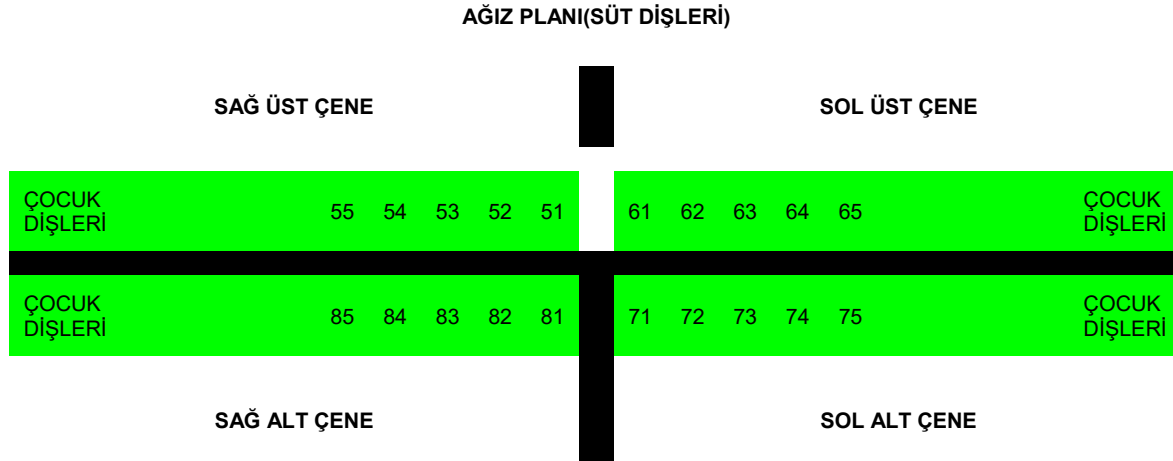 AĞIZ PLANI(SÜT DİŞLERİ)
SAĞ ÜST ÇENE
SOL ÜST ÇENE
ÇOCUK
DİŞLERİ
55 54 53 52 51
61 62 63 64 65
ÇOCUK
DİŞLERİ
ÇOCUK
DİŞLERİ
85 84 83 82 81
71 72 73 74 75
ÇOCUK
DİŞLERİ
SAĞ ALT ÇENE
SOL ALT ÇENE